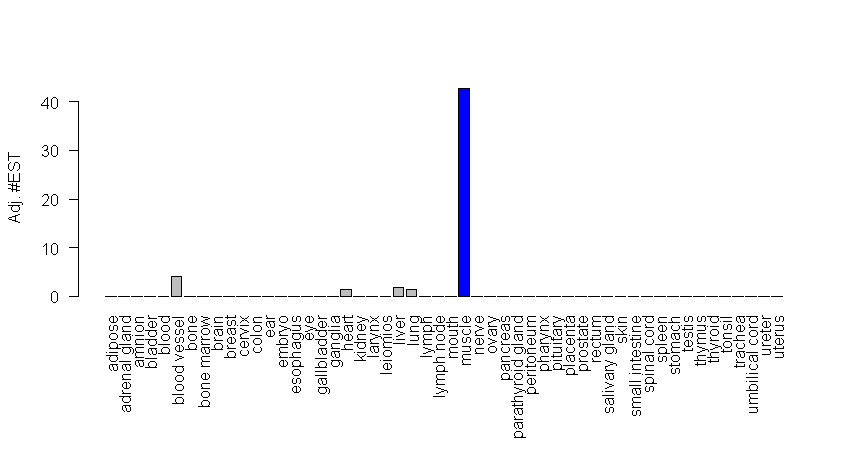 Adj. #EST
40
30
20
10
0
adipose
adrenal gland
amnion
bladder
blood
blood vessel
bone
bone marrow
brain
breast
cervix
colon
ear
embryo
esophagus
eye
gallbladder
ganglia
heart
kidney
larynx
leiomios
liver
lung
lymph
lymph node
mouth
muscle
nerve
ovary
pancreas
parathyroid gland
peritoneum
pharynx
pituitary
placenta
prostate
rectum
salivary gland
skin
small intestine
spinal cord
spleen
stomach
testis
thymus
thyroid
tonsil
trachea
umbilical cord
ureter
uterus